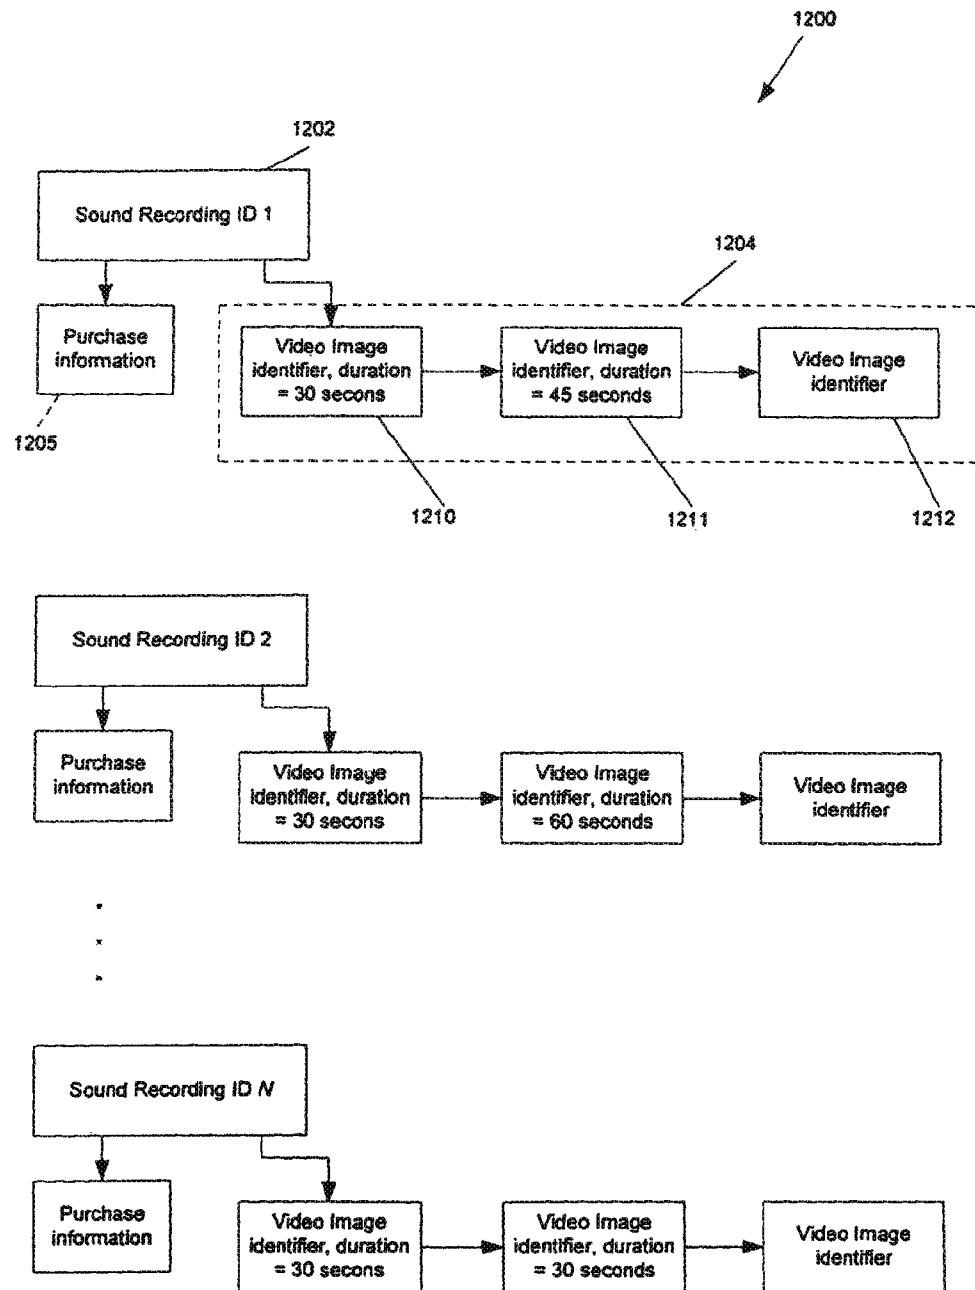 1200
1202
Sound Recording ID 1
1204
Purchase
information
Video Image
identifier, duration
= 30 secons
Video Image
identifier, duration
= 45 seconds
Video Image
identifier
1205
1210
1211
1212
Sound Recording ID 2
Purchase
information
Video Image
identifier, duration
= 30 secons
Video Image
identifier, duration
= 60 seconds
Video Image
identifier
Sound Recording ID N
Purchase
information
Video Image
identifier, duration
= 30 secons
Video Image
identifier, duration
= 30 seconds
Video Image
identifier